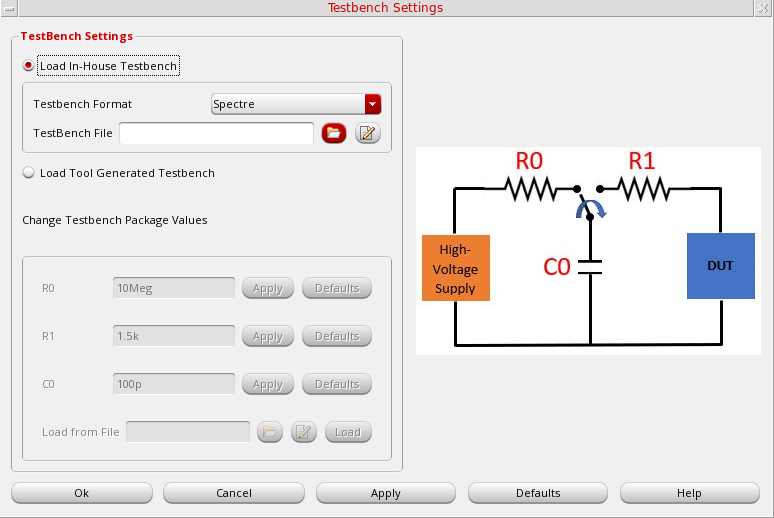 Testbench Settings
TestBench Settings
Load In-House Testbench
Testbench Format Spectre
TestBench File
Load Tool Generated Testbench
Change Testbench Package Values
R0 10Meg Apply Defaults
R1 1.5k Apply Defaults
C0 100p Apply Defaults
Load from File Load
R0 R1
High-
Voltage
Supply
C0
DUT
Ok Cancel Apply Defaults Help